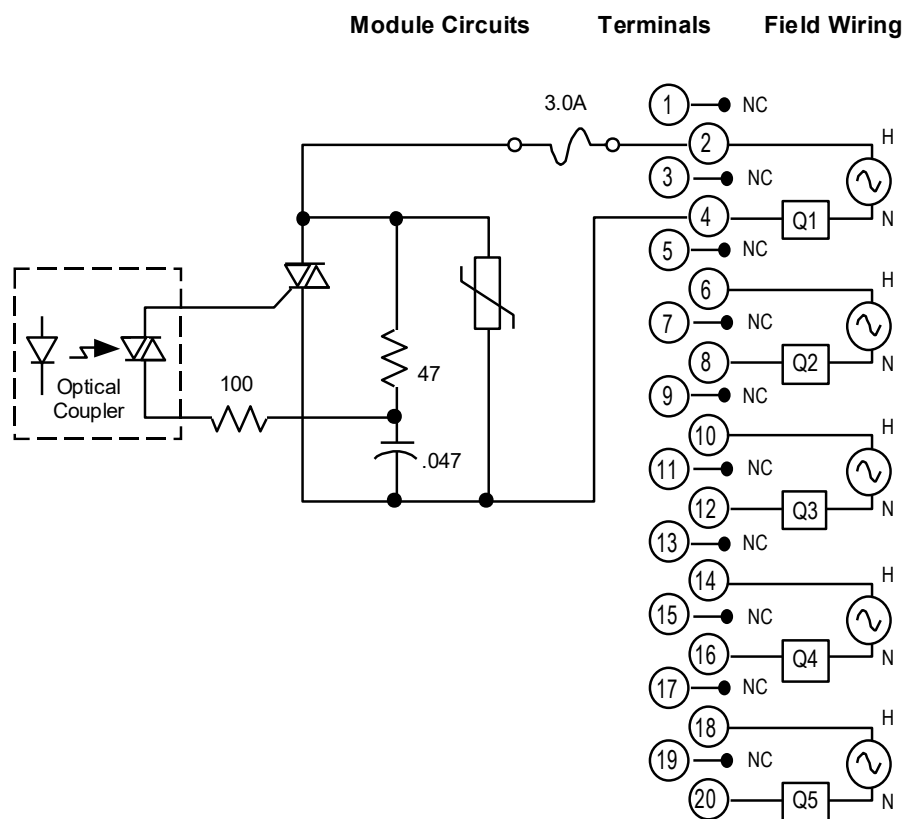 Module Circuits Terminals Field Wiring
3.0A
1 NC
2 H
3 NC
4 Q1 N
5 NC
6 H
7 NC
8 Q2 N
9 NC
10 H
11 NC
12 Q3 N
13 NC
14 H
15 NC
16 Q4 N
17 NC
18 H
19 NC
20 Q5 N
Optical
Coupler
100
47
.047